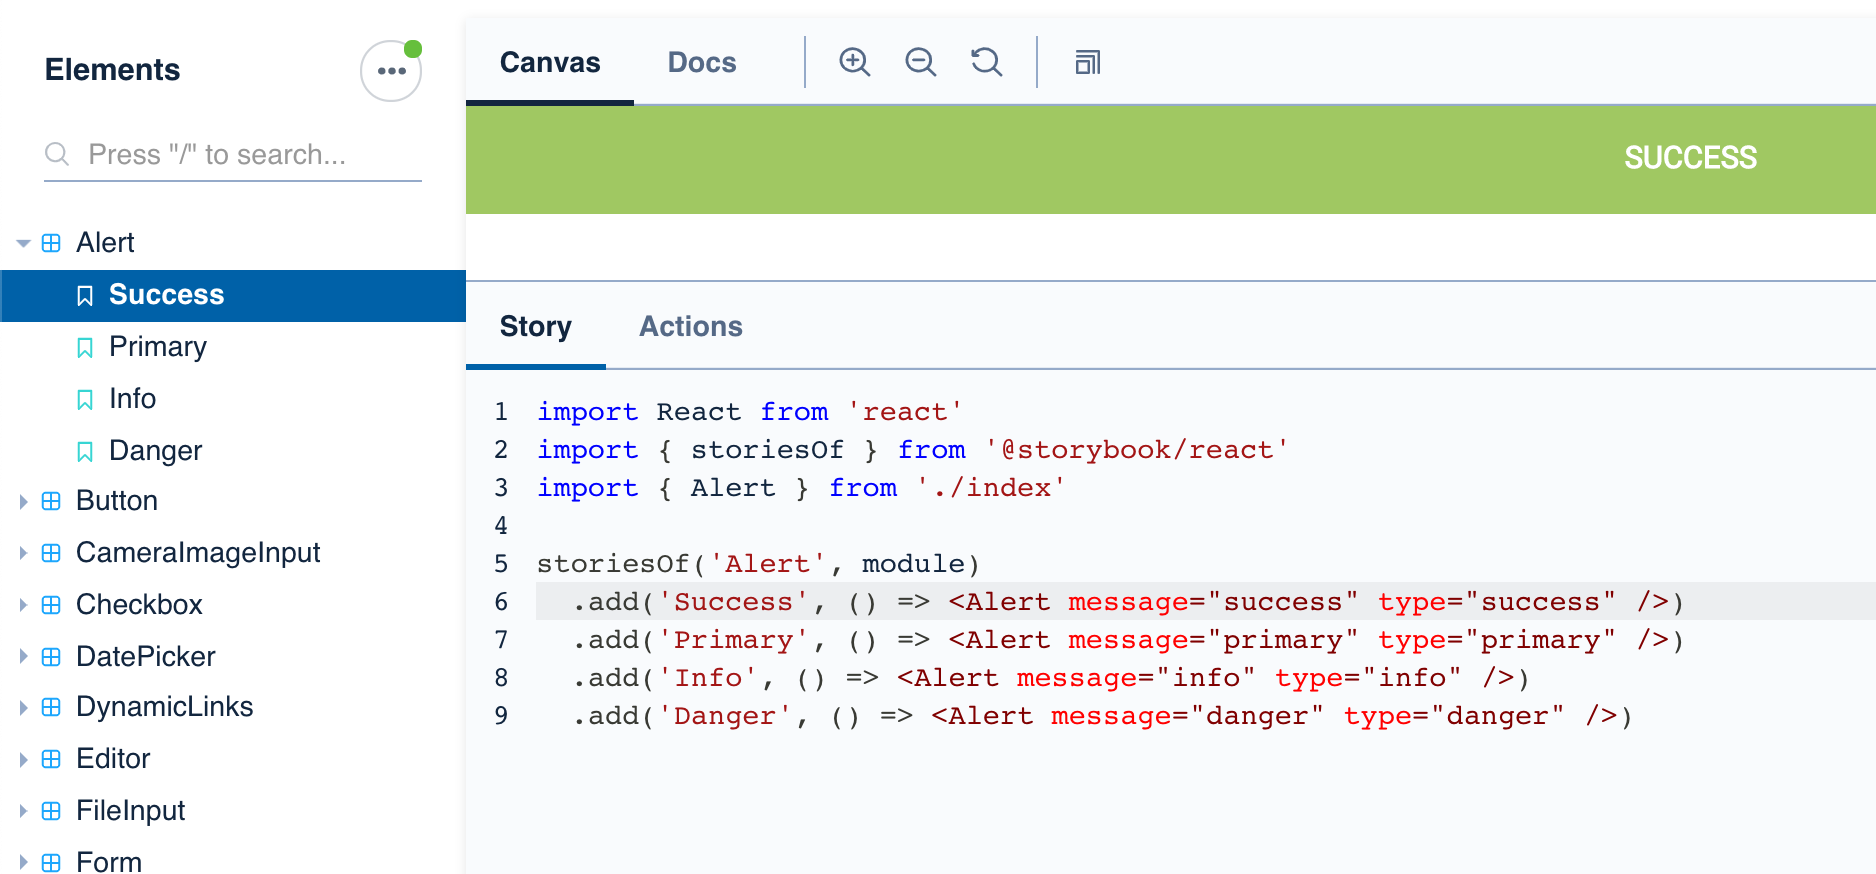 Elements
Press "/" to search...
Alert
Success
Primary
Info
Danger
Button
CameraImageInput
Checkbox
DatePicker
DynamicLinks
Editor
FileInput
Form
Canvas Docs
SUCCESS
Story Actions
1 import React from 'react'
2 import { storiesOf } from '@storybook/react'
3 import { Alert } from './index'
4
5 storiesOf('Alert', module)
6   .add('Success', () => <Alert message="success" type="success" />)
7   .add('Primary', () => <Alert message="primary" type="primary" />)
8   .add('Info', () => <Alert message="info" type="info" />)
9   .add('Danger', () => <Alert message="danger" type="danger" />)